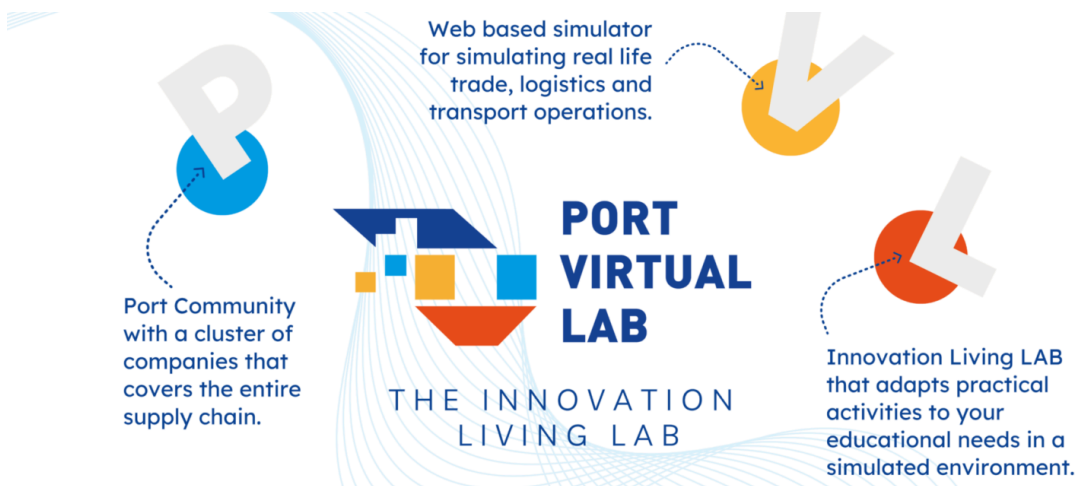 P
Web based simulator
for simulating real life
trade, logistics and
transport operations.
V
PORT
VIRTUAL
LAB
THE INNOVATION
LIVING LAB
L
Port Community
with a cluster of
companies that
covers the entire
supply chain.
Innovation Living LAB
that adapts practical
activities to your
educational needs in a
simulated environment.